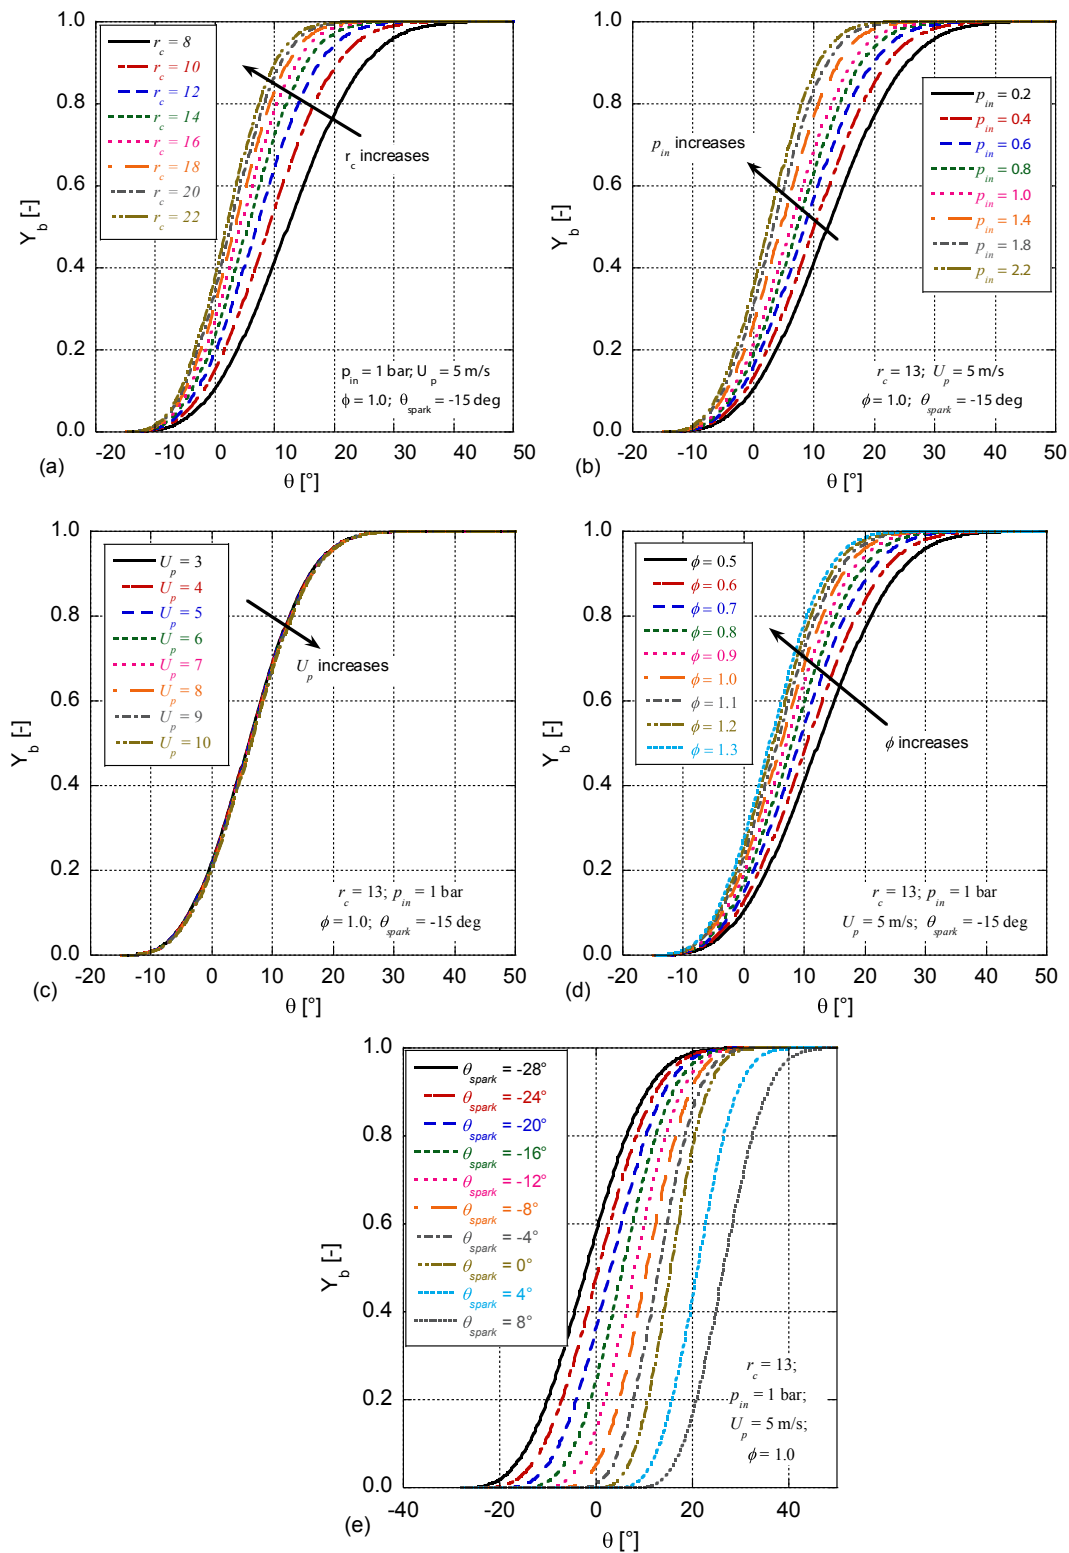 1.0
0.8
0.6
0.4
0.2
0.0
Y_b [-]
r_c = 8
r_c = 10
r_c = 12
r_c = 14
r_c = 16
r_c = 18
r_c = 20
r_c = 22
r_c increases
p_in = 1 bar; U_p = 5 m/s
ϕ = 1.0; θ_spark = -15 deg
-20 -10 0 10 20 30 40 50
(a)
θ [°]
1.0
0.8
0.6
0.4
0.2
0.0
Y_b [-]
p_in = 0.2
p_in = 0.4
p_in = 0.6
p_in = 0.8
p_in = 1.0
p_in = 1.4
p_in = 1.8
p_in = 2.2
p_in increases
r_c = 13; U_p = 5 m/s
ϕ = 1.0; θ_spark = -15 deg
-20 -10 0 10 20 30 40 50
(b)
θ [°]
1.0
0.8
0.6
0.4
0.2
0.0
Y_b [-]
U_p = 3
U_p = 4
U_p = 5
U_p = 6
U_p = 7
U_p = 8
U_p = 9
U_p = 10
U_p increases
r_c = 13; p_in = 1 bar
ϕ = 1.0; θ_spark = -15 deg
-20 -10 0 10 20 30 40 50
(c)
θ [°]
1.0
0.8
0.6
0.4
0.2
0.0
Y_b [-]
ϕ = 0.5
ϕ = 0.6
ϕ = 0.7
ϕ = 0.8
ϕ = 0.9
ϕ = 1.0
ϕ = 1.1
ϕ = 1.2
ϕ = 1.3
ϕ increases
r_c = 13; p_in = 1 bar
U_p = 5 m/s; θ_spark = -15 deg
-20 -10 0 10 20 30 40 50
(d)
θ [°]
1.0
0.8
0.6
0.4
0.2
0.0
Y_b [-]
θ_spark = -28°
θ_spark = -24°
θ_spark = -20°
θ_spark = -16°
θ_spark = -12°
θ_spark = -8°
θ_spark = -4°
θ_spark = 0°
θ_spark = 4°
θ_spark = 8°
r_c = 13;
p_in = 1 bar;
U_p = 5 m/s;
ϕ = 1.0
-40 -20 0 20 40
(e)
θ [°]